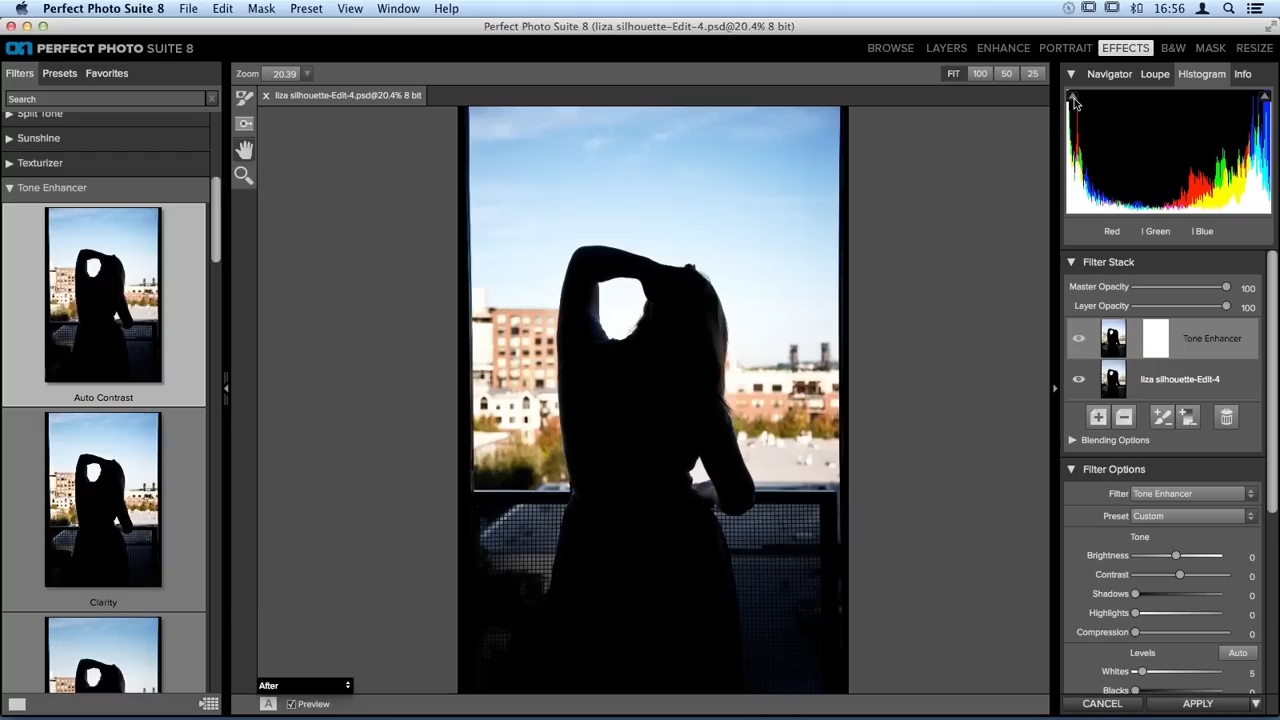 Perfect Photo Suite 8 File Edit Mask Preset View Window Help 16:56
Perfect Photo Suite 8 (liza silhouette-Edit-4.psd@20.4% 8 bit)
on PERFECT PHOTO SUITE 8 BROWSE LAYERS ENHANCE PORTRAIT EFFECTS B&W MASK RESIZE
Filters Presets Favorites
Zoom 20.39 FIT 100 50 25
Navigator Loupe Histogram Info
Search X
x liza silhouette-Edit-4.psd@20.4% 8 bit
Split Tone
Sunshine
Texturizer
Tone Enhancer
Auto Contrast
Clarity
Red | Green | Blue
Filter Stack
Master Opacity 100
Layer Opacity 100
Tone Enhancer
liza silhouette-Edit-4
Blending Options
Filter Options
Filter Tone Enhancer
Preset Custom
Tone
Brightness 0
Contrast 0
Shadows 0
Highlights 0
Compression 0
Levels Auto
Whites 5
Blacks 0
After
A Preview
CANCEL APPLY